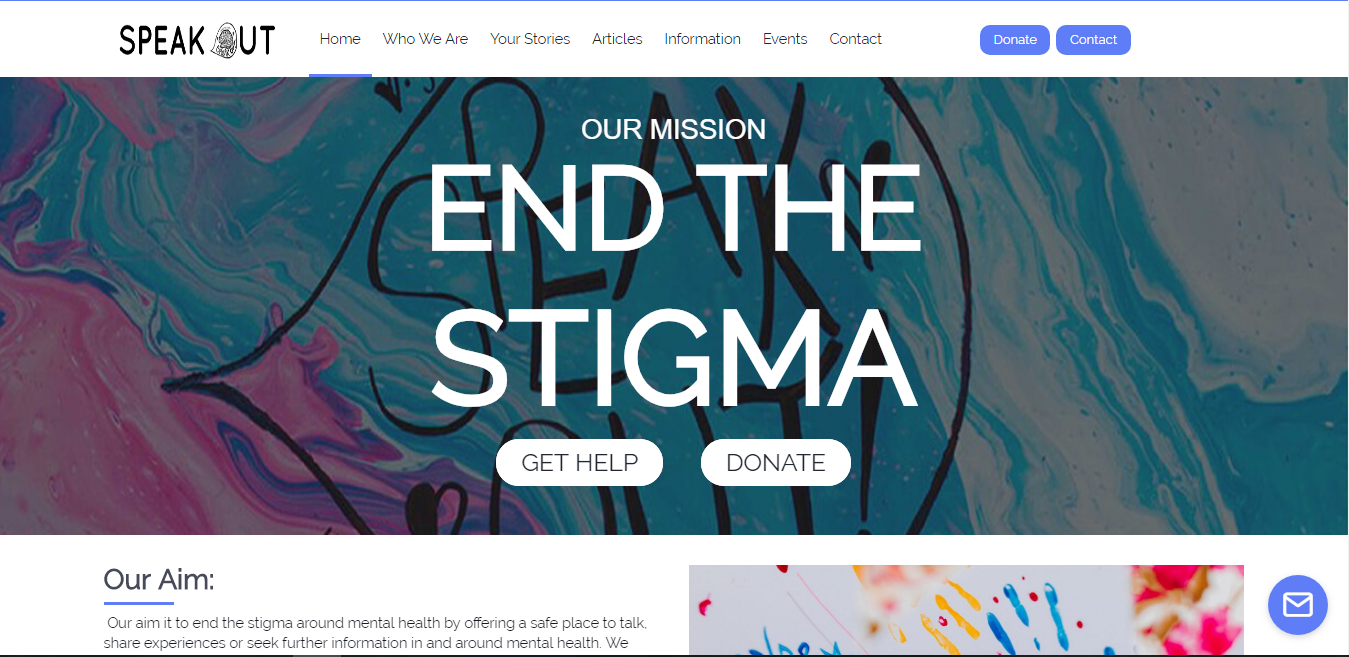 SPEAK OUT
Home Who We Are Your Stories Articles Information Events Contact
Donate Contact
SPEAK
OUT!
OUR MISSION
END THE
STIGMA
GET HELP DONATE
Our Aim:
Our aim it to end the stigma around mental health by offering a safe place to talk,
share experiences or seek further information in and around mental health. We